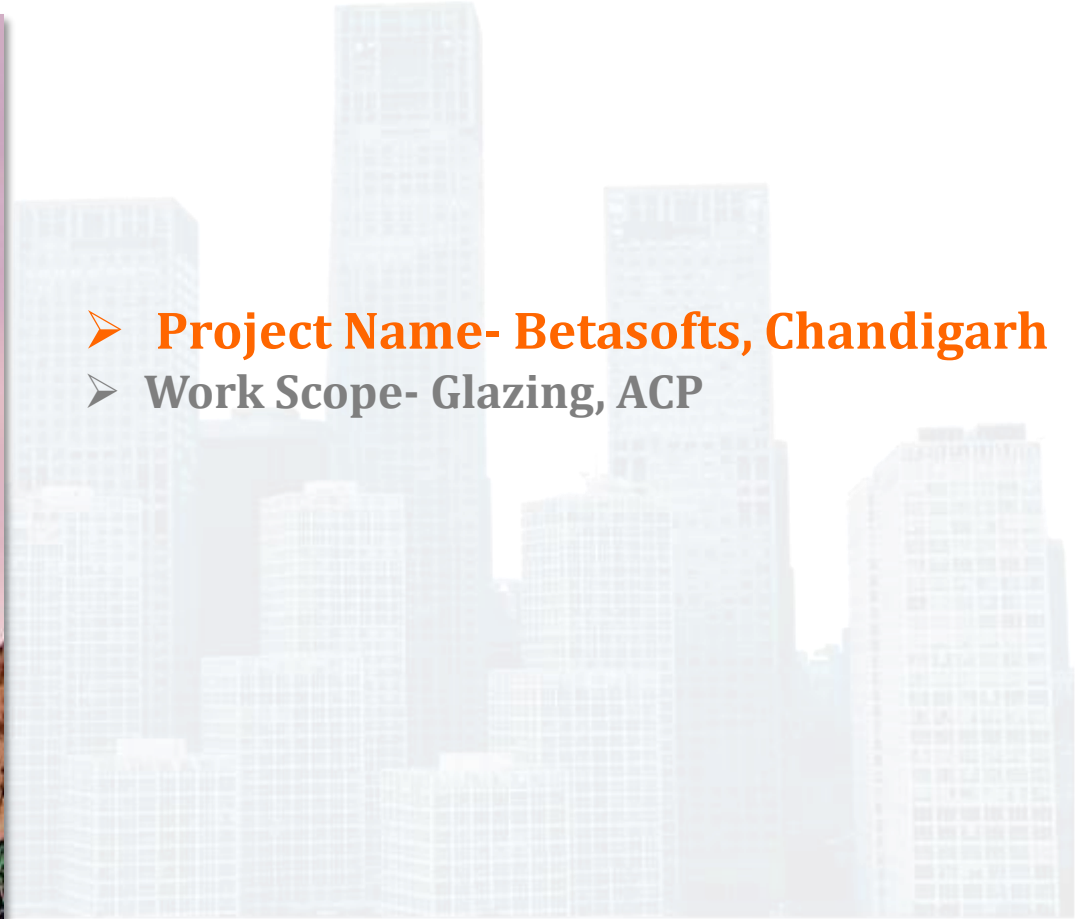 ➢ Project Name- Betasofts, Chandigarh
➢ Work Scope- Glazing, ACP